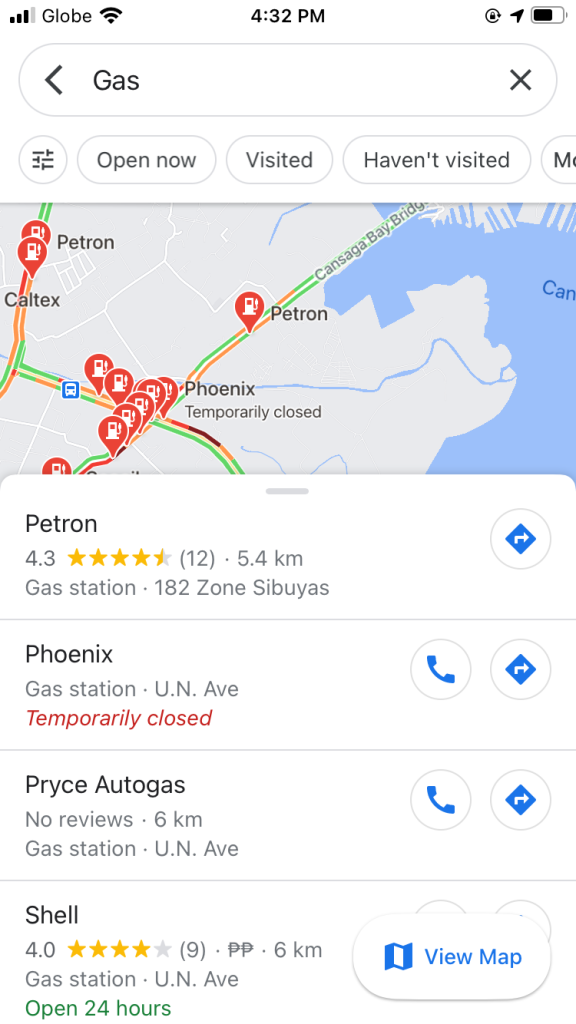 Globe
4:32 PM
Gas
Open now
Visited
Haven't visited
Petron
Cansaga Bay Bridge
Caltex
Petron
Phoenix
Temporarily closed
Petron
4.3 (12) · 5.4 km
Gas station · 182 Zone Sibuyas
Phoenix
Gas station · U.N. Ave
Temporarily closed
Pryce Autogas
No reviews · 6 km
Gas station · U.N. Ave
Shell
4.0 (9) · ₱₱ · 6 km
Gas station · U.N. Ave
Open 24 hours
View Map